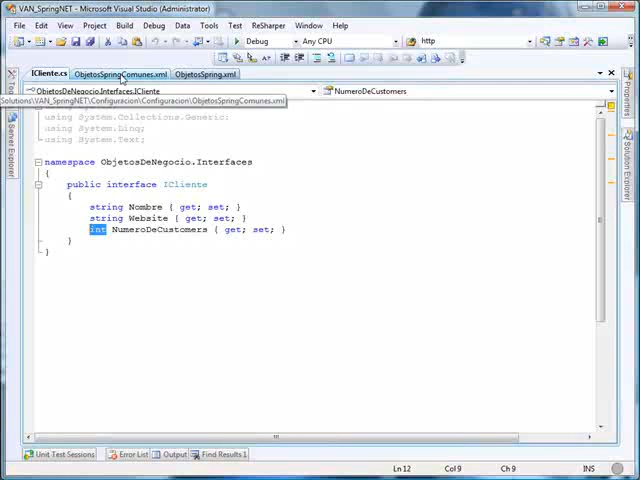 VAN_SpringNET - Microsoft Visual Studio (Administrator)
File Edit View Project Build Debug Data Tools Test ReSharper Window Help
Debug Any CPU http
ICliente.cs ObjetosSpringComunes.xml ObjetosSpring.xml
ObjetosDeNegocio.Interfaces.ICliente NumeroDeCustomers
Solutions\VAN_SpringNET\Configuracion\Configuracion\ObjetosSpringComunes.xml
using System.Collections.Generic;
using System.Linq;
using System.Text;
namespace ObjetosDeNegocio.Interfaces
{
public interface ICliente
{
string Nombre { get; set; }
string Website { get; set; }
int NumeroDeCustomers { get; set; }
}
}
Server Explorer
Properties
Solution Explorer
Unit Test Sessions Error List Output Find Results 1
Ln 12 Col 9 Ch 9 INS